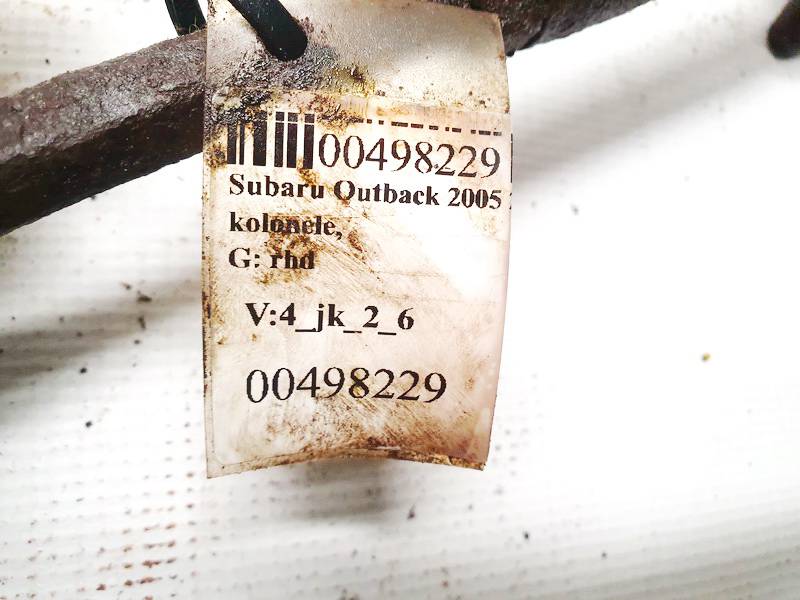 00498229
Subaru Outback 2005
kolonele,
G: rhd
V:4_jk_2_6
00498229